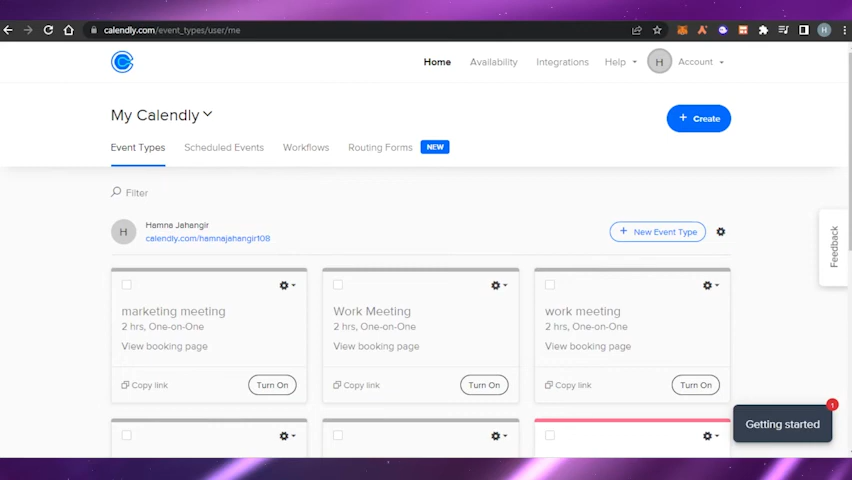 calendly.com/event_types/user/me
H
Home
Availability
Integrations
Help
H
Account
My Calendly
+ Create
Event Types
Scheduled Events
Workflows
Routing Forms
NEW
Filter
H
Hamna Jahangir
calendly.com/hamnajahangir108
+ New Event Type
Feedback
marketing meeting
2 hrs, One-on-One
View booking page
Copy link
Turn On
Work Meeting
2 hrs, One-on-One
View booking page
Copy link
Turn On
work meeting
2 hrs, One-on-One
View booking page
Copy link
Turn On
1
Getting started